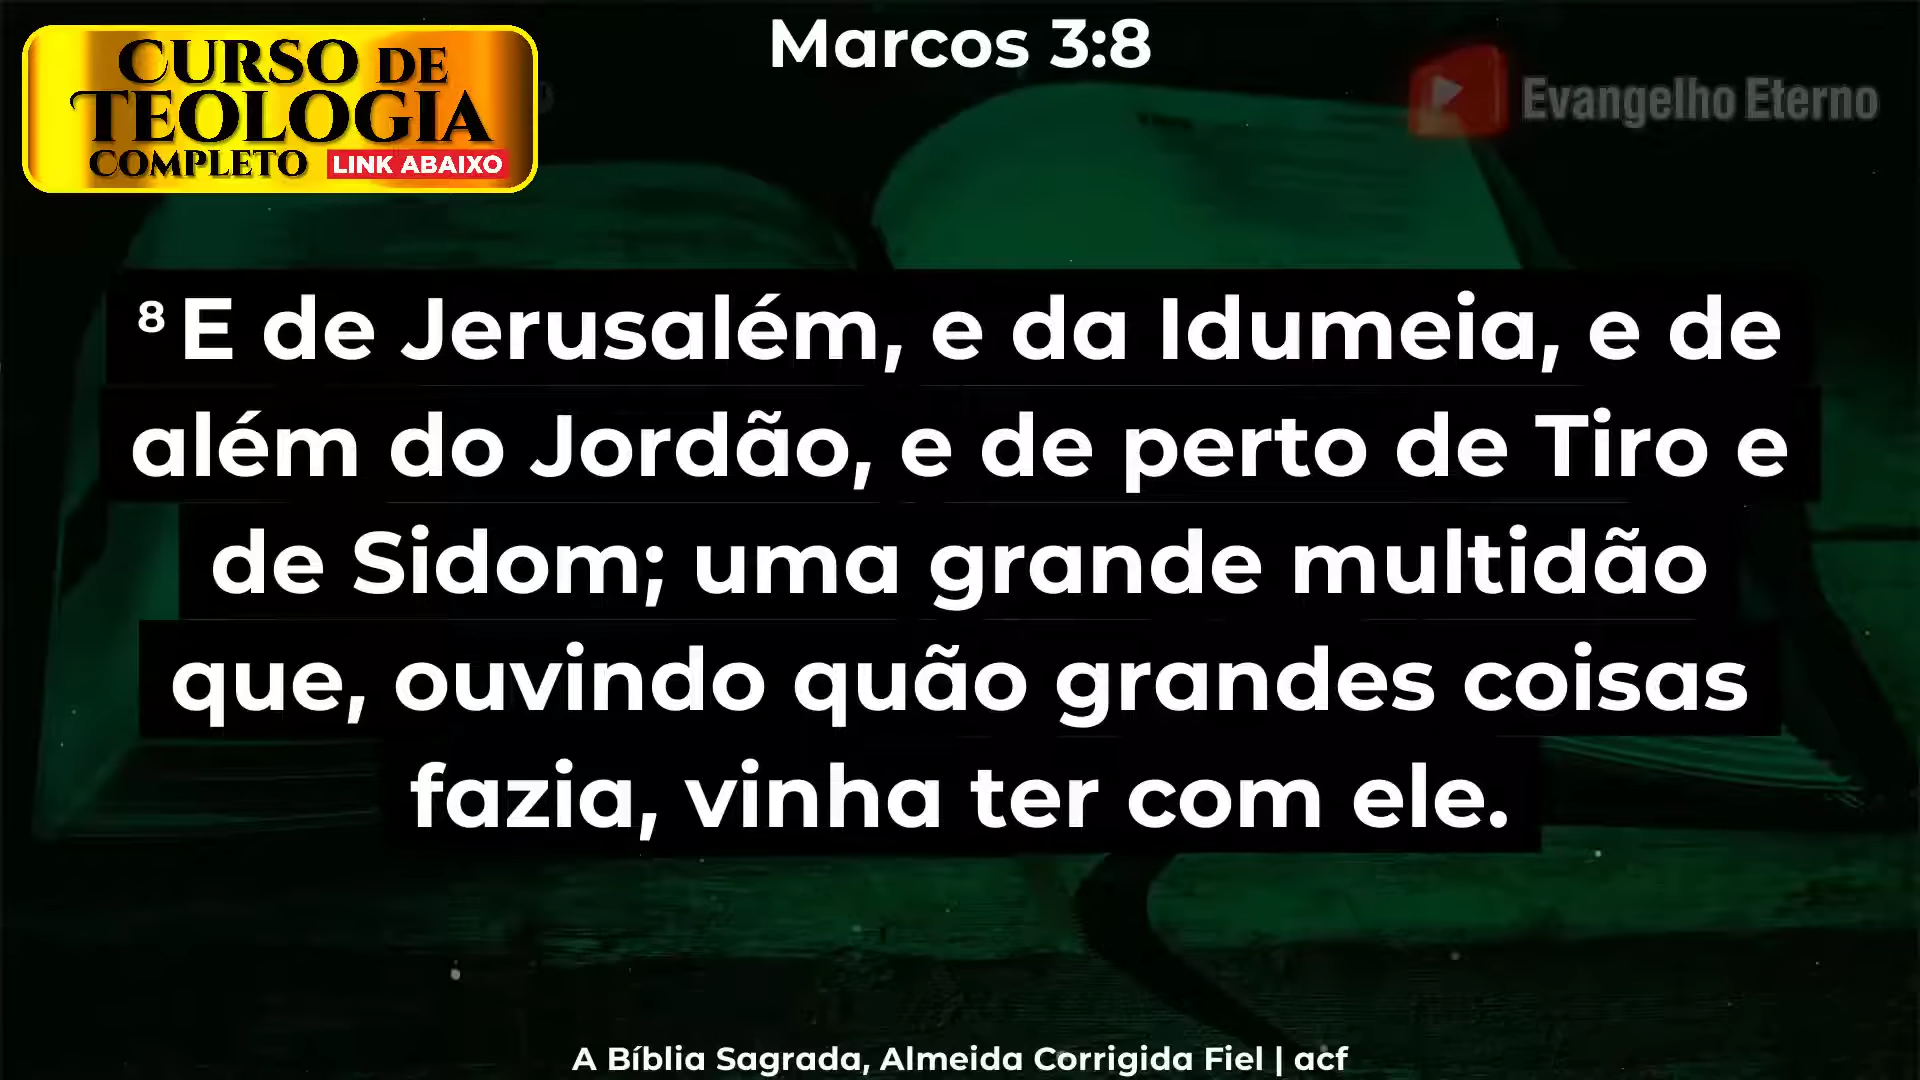 Marcos 3:8
CURSO DE
TEOLOGIA
COMPLETO LINK ABAIXO
Evangelho Eterno
8 E de Jerusalém, e da Idumeia, e de
além do Jordão, e de perto de Tiro e
de Sidom; uma grande multidão
que, ouvindo quão grandes coisas
fazia, vinha ter com ele.
A Bíblia Sagrada, Almeida Corrigida Fiel | acf